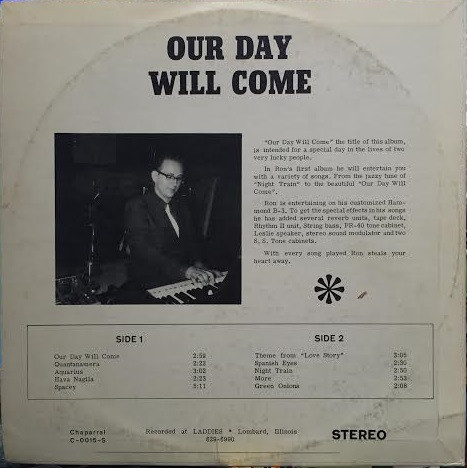 OUR DAY
WILL COME
"Our Day Will Come" the title of this album,
is intended for a special day in the lives of two
very lucky people.
In Ron's first album he will entertain you
with a variety of songs. From the jazzy tune of
"Night Train" to the beautiful "Our Day Will
Come".
Ron is entertaining on his customized Ham-
mond B-3. To get the special effects in his songs
he has added several reverb units, tape deck,
Rhythm II unit, String bass, PR-40 tone cabinet,
Leslie speaker, stereo sound modulator and two
S. S. Tone cabinets.
With every song played Ron steals your
heart away.
SIDE 1
Our Day Will Come 2:58
Quantanamera 2:22
Aquarius 3:02
Hava Nagila 2:23
Spacey 5:11
SIDE 2
Theme from "Love Story" 3:05
Spanish Eyes 2:30
Night Train 2:50
More 2:53
Green Onions 2:08
Chaparral
C-0015-S
Recorded at LADDIES • Lombard, Illinois
629-6990
STEREO